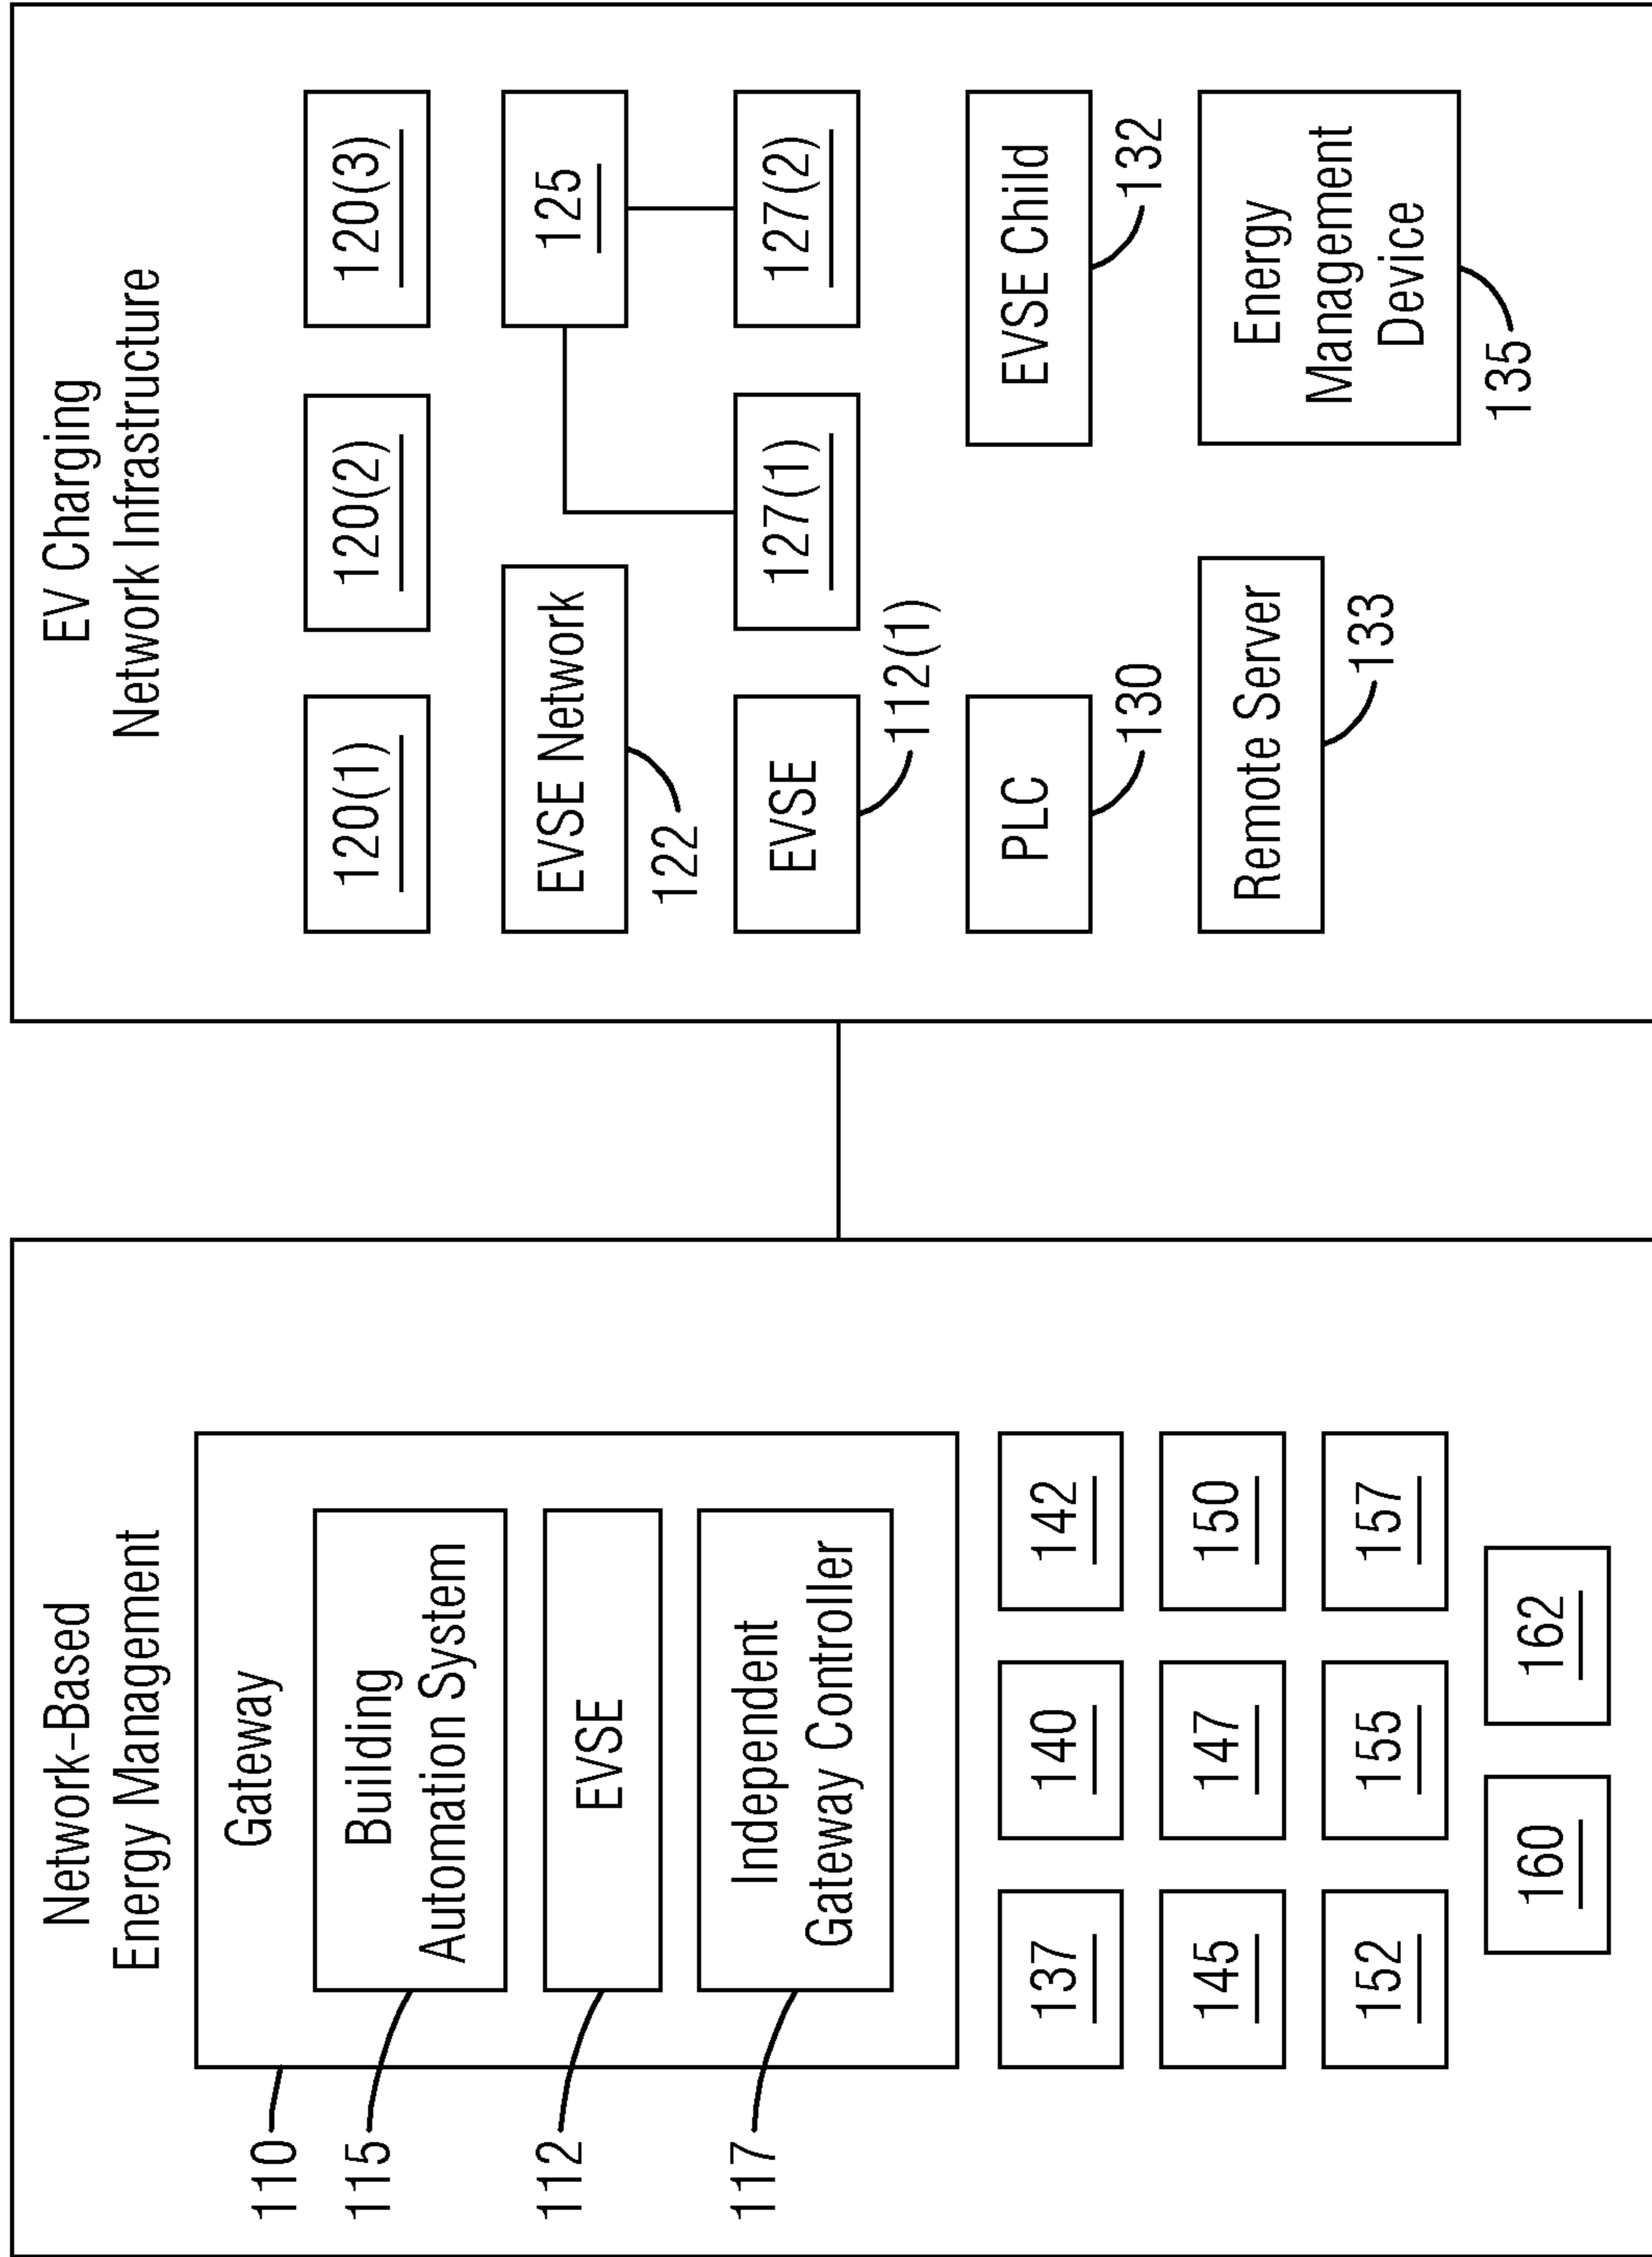 Network-Based
Energy Management
110
Gateway
115
Building
Automation System
112
EVSE
117
Independent
Gateway Controller
137
140
142
145
147
150
152
155
157
160
162
EV Charging
Network Infrastructure
120(1)
120(2)
120(3)
EVSE Network
122
125
EVSE
112(1)
127(1)
127(2)
PLC
130
EVSE Child
132
Remote Server
133
Energy
Management
Device
135